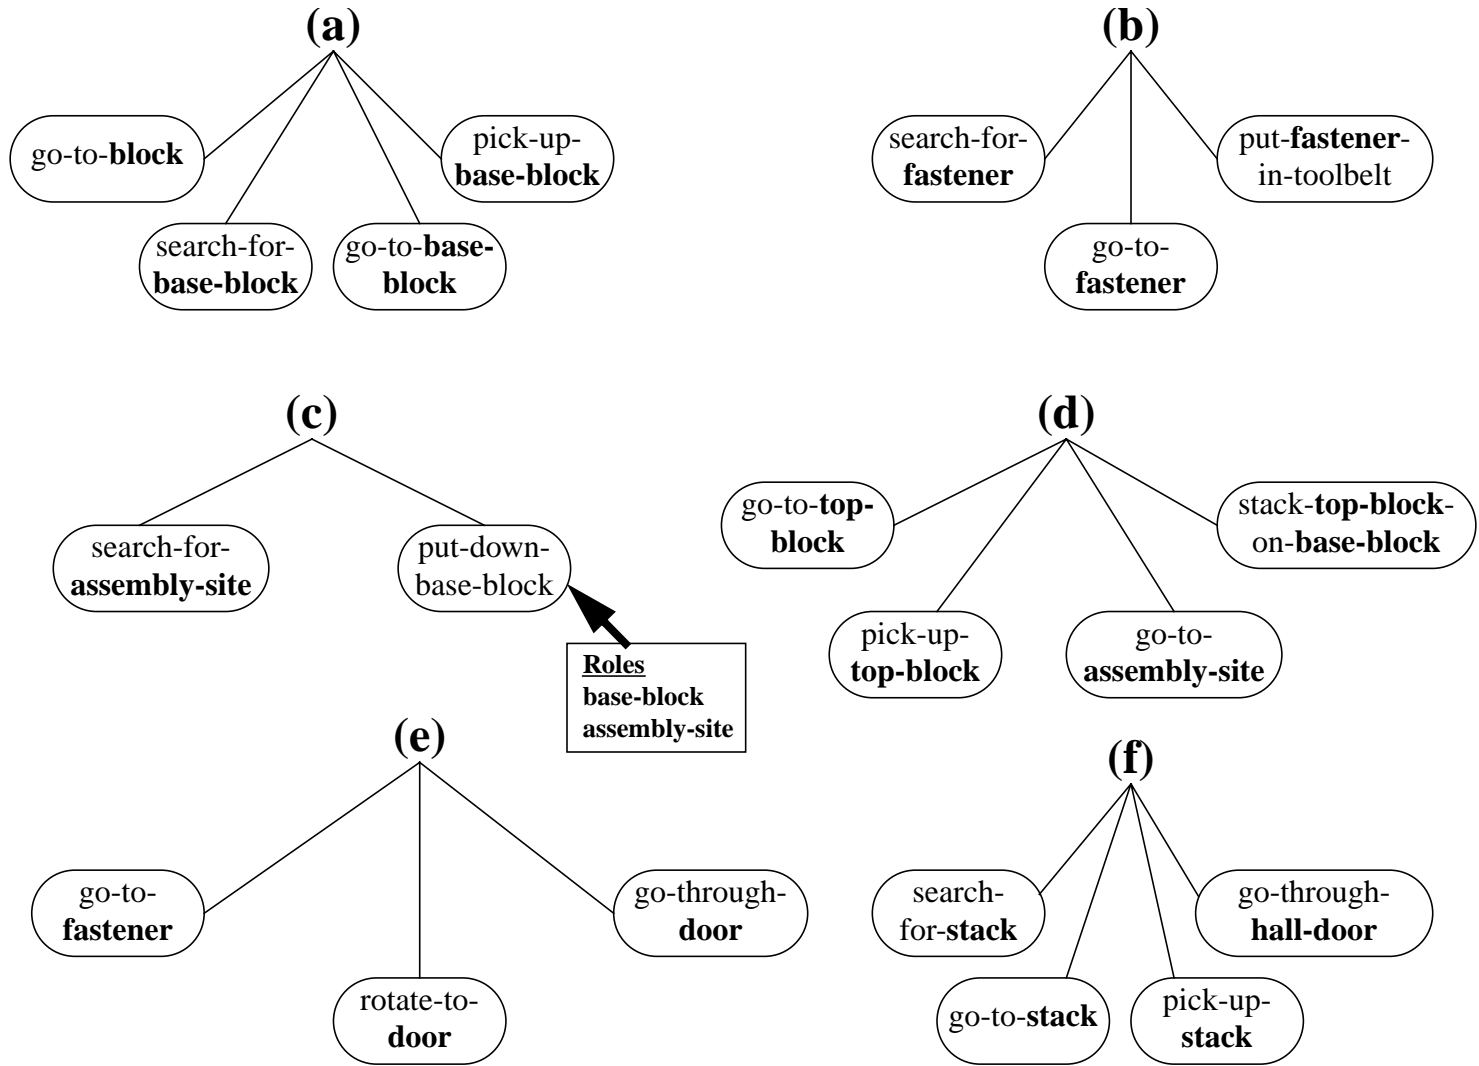 (a)
go-to-block
search-for-
base-block
go-to-base-
block
pick-up-
base-block
(b)
search-for-
fastener
go-to-
fastener
put-fastener-
in-toolbelt
(c)
search-for-
assembly-site
put-down-
base-block
Roles
base-block
assembly-site
(d)
go-to-top-
block
pick-up-
top-block
go-to-
assembly-site
stack-top-block-
on-base-block
(e)
go-to-
fastener
rotate-to-
door
go-through-
door
(f)
search-
for-stack
go-to-stack
pick-up-
stack
go-through-
hall-door